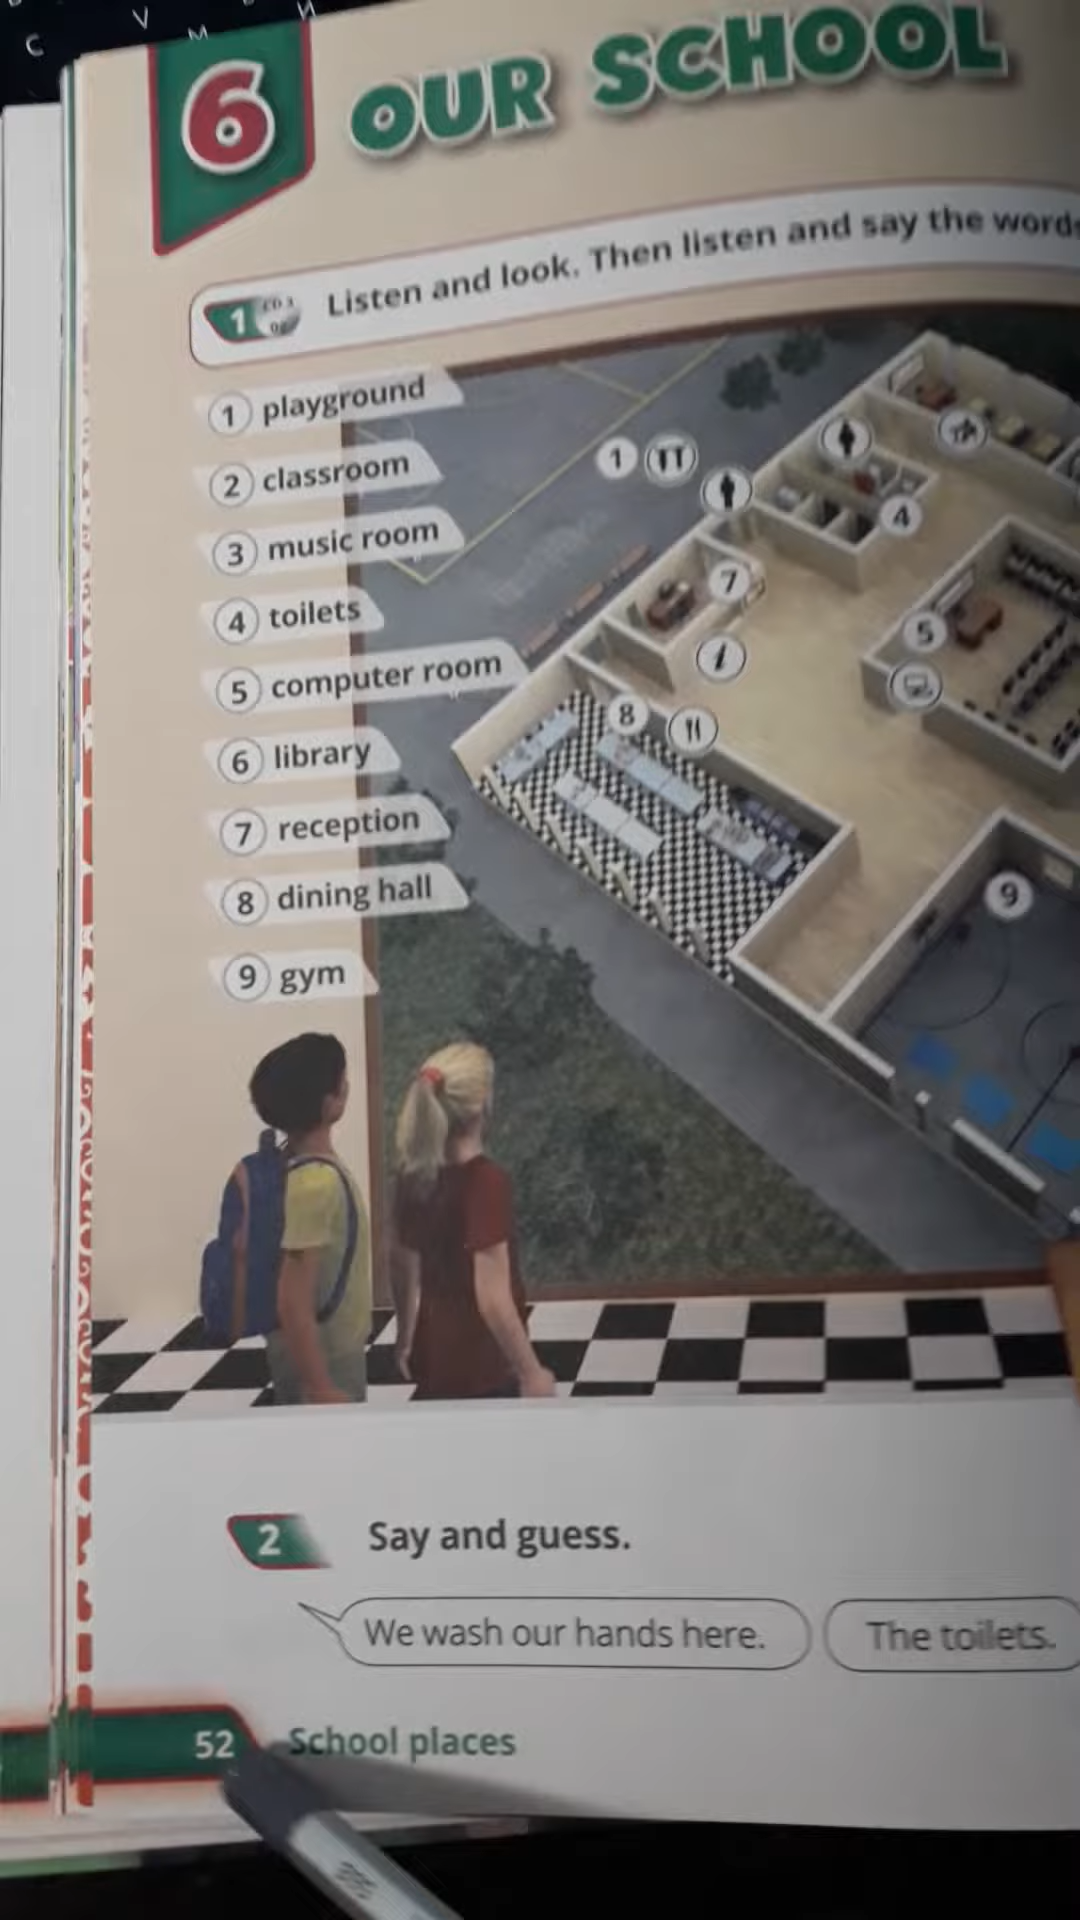 6 OUR SCHOOL
1 Listen and look. Then listen and say the words
1 playground
2 classroom
3 music room
4 toilets
5 computer room
6 library
7 reception
8 dining hall
9 gym
1
4
7
5
8
9
2 Say and guess.
We wash our hands here. The toilets.
52 School places